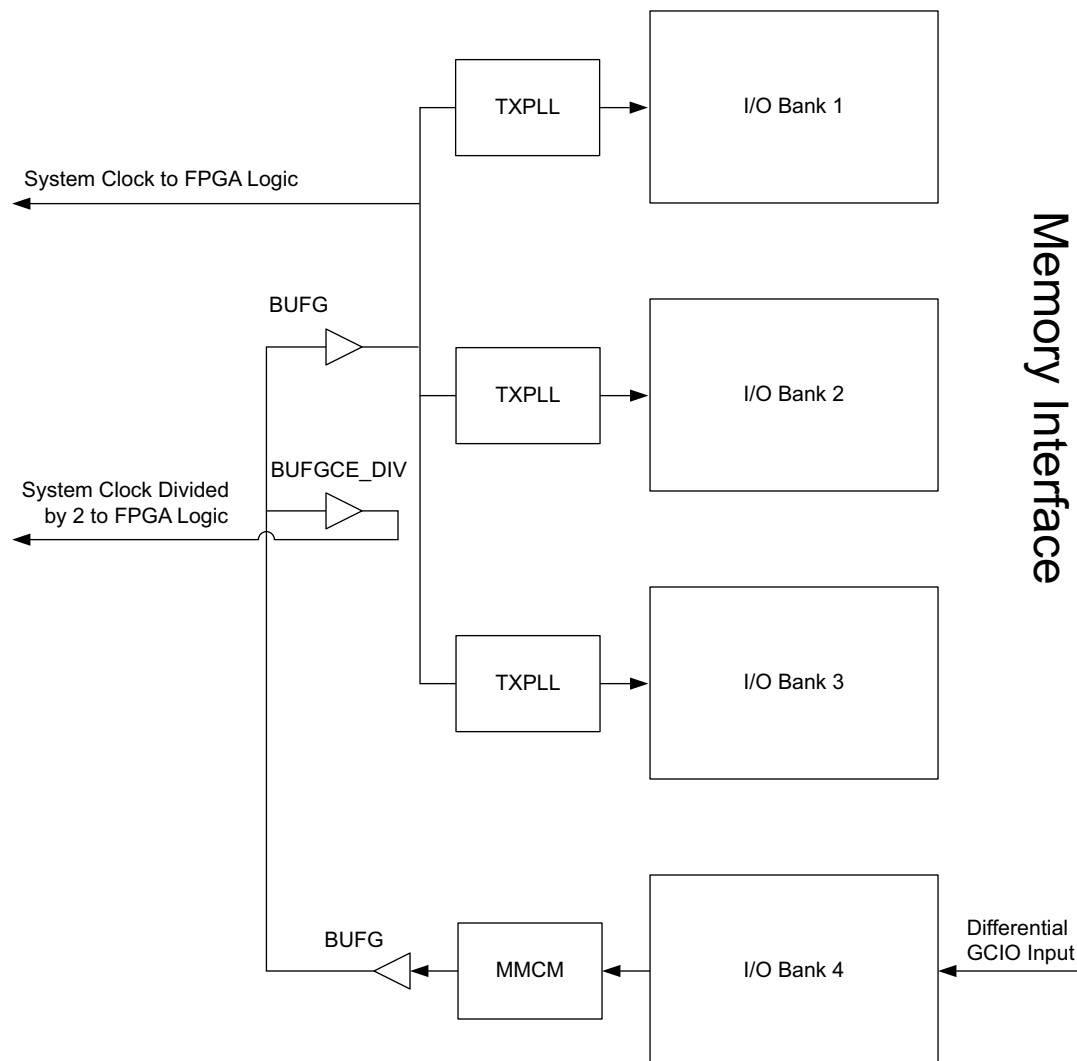 TXPLL
I/O Bank 1
System Clock to FPGA Logic
Memory Interface
BUFG
TXPLL
I/O Bank 2
BUFGCE_DIV
System Clock Divided
by 2 to FPGA Logic
TXPLL
I/O Bank 3
BUFG
MMCM
I/O Bank 4
Differential
GCIO Input